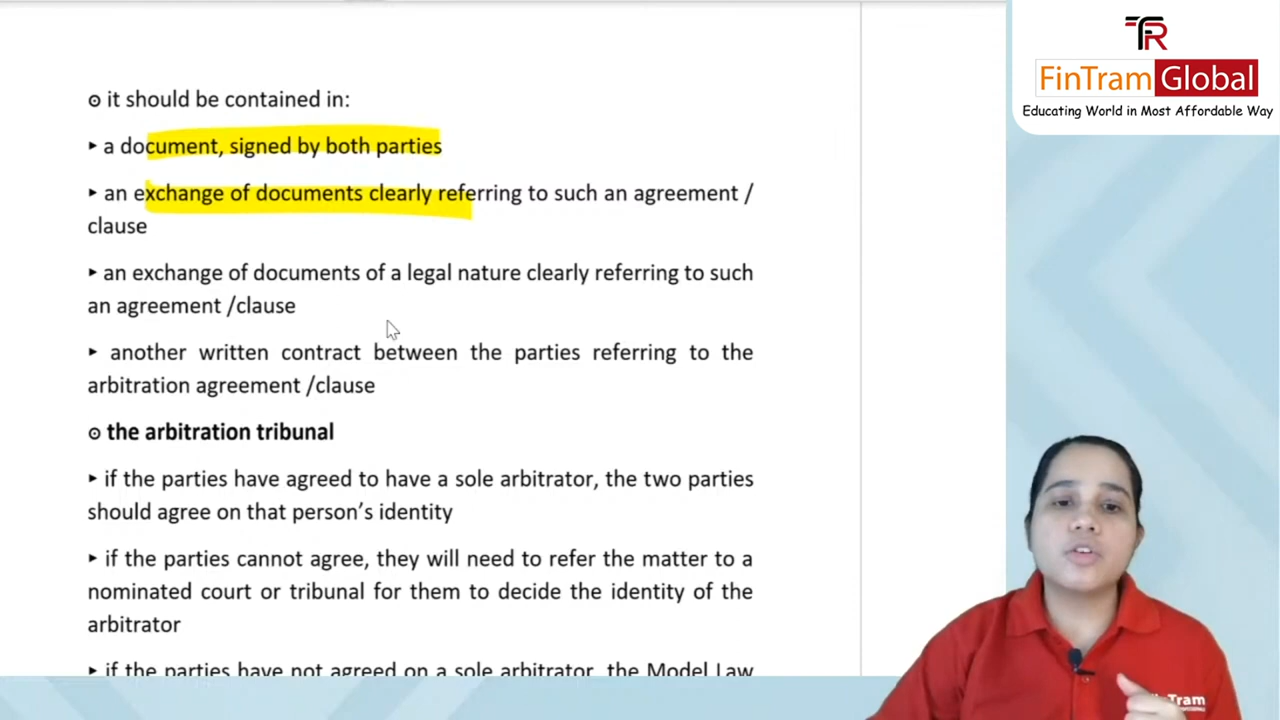 ⊙ it should be contained in:
‣ a document, signed by both parties
‣ an exchange of documents clearly referring to such an agreement /
clause
‣ an exchange of documents of a legal nature clearly referring to such
an agreement /clause
‣ another written contract between the parties referring to the
arbitration agreement /clause
⊙ the arbitration tribunal
‣ if the parties have agreed to have a sole arbitrator, the two parties
should agree on that person’s identity
‣ if the parties cannot agree, they will need to refer the matter to a
nominated court or tribunal for them to decide the identity of the
arbitrator
‣ if the parties have not agreed on a sole arbitrator, the Model Law
TR
FinTram Global
Educating World in Most Affordable Way